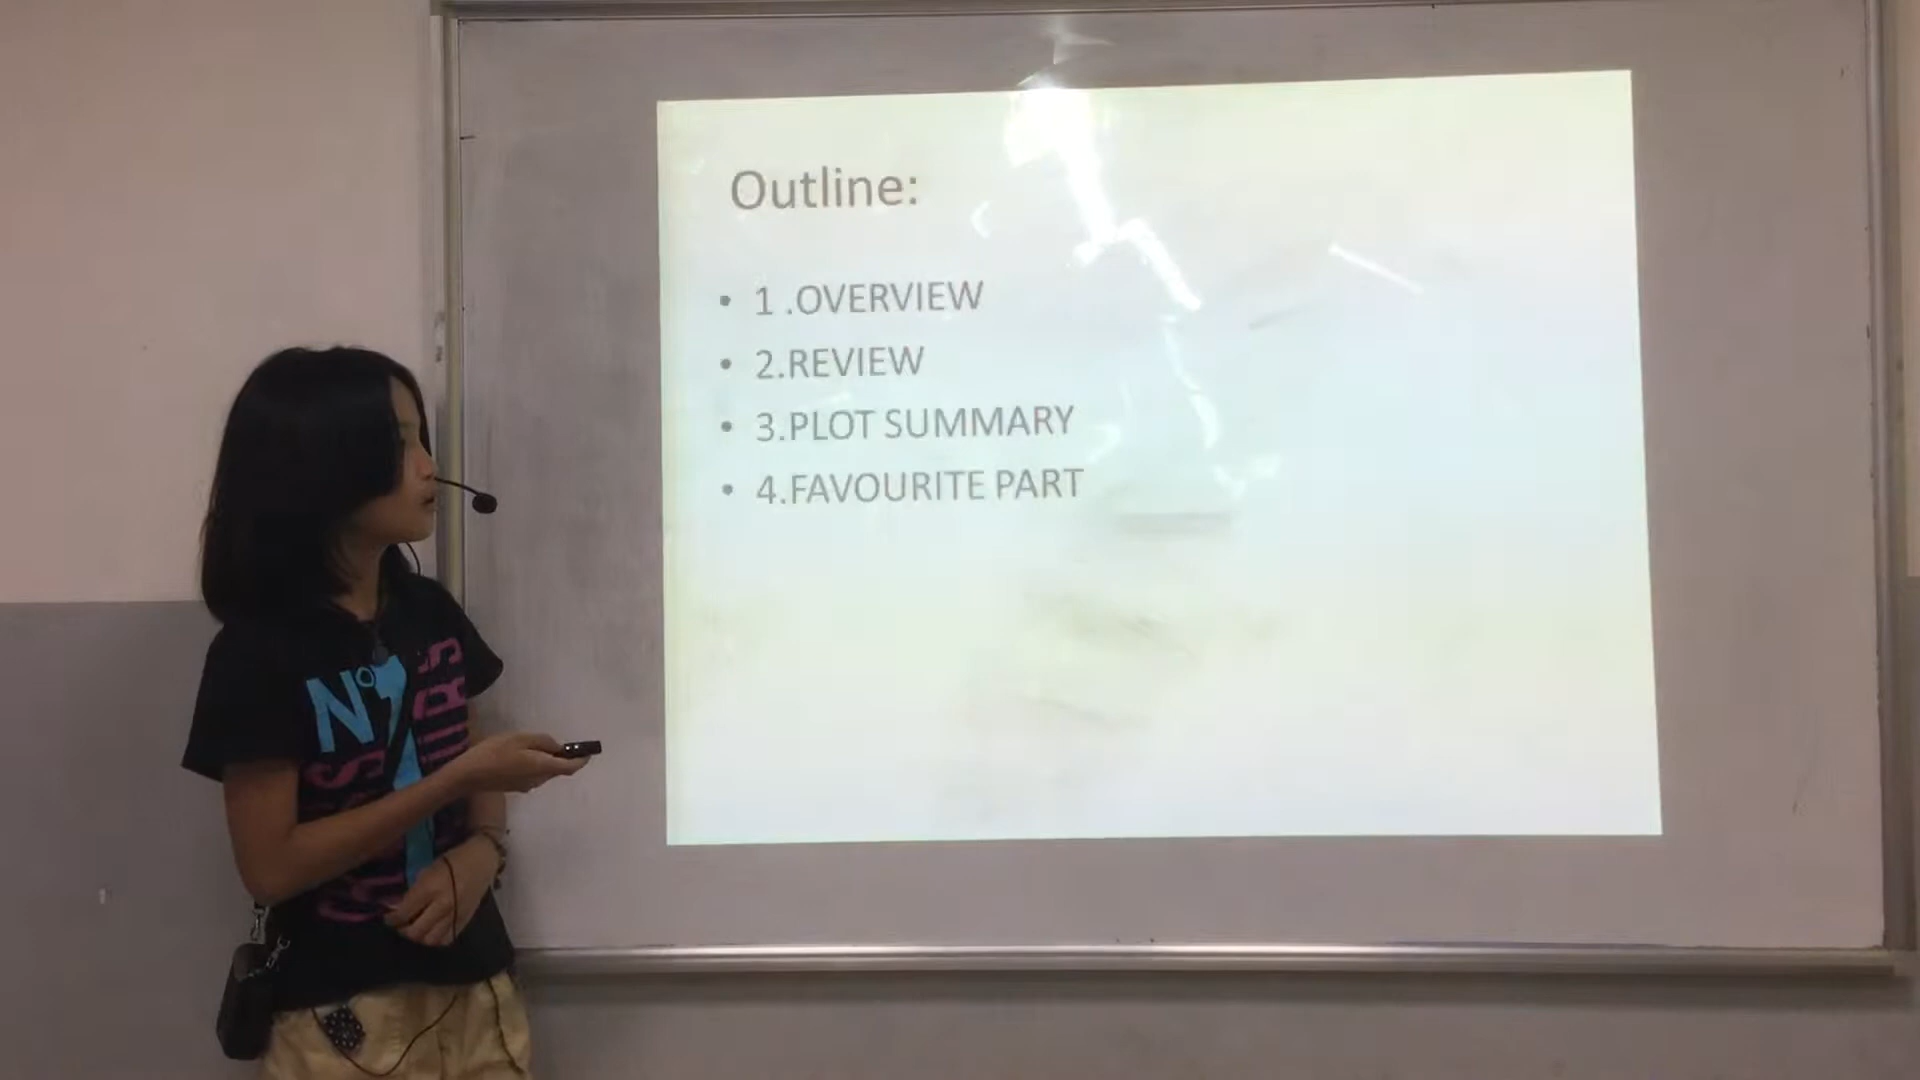 Outline:
• 1 .OVERVIEW
• 2.REVIEW
• 3.PLOT SUMMARY
• 4.FAVOURITE PART
N°